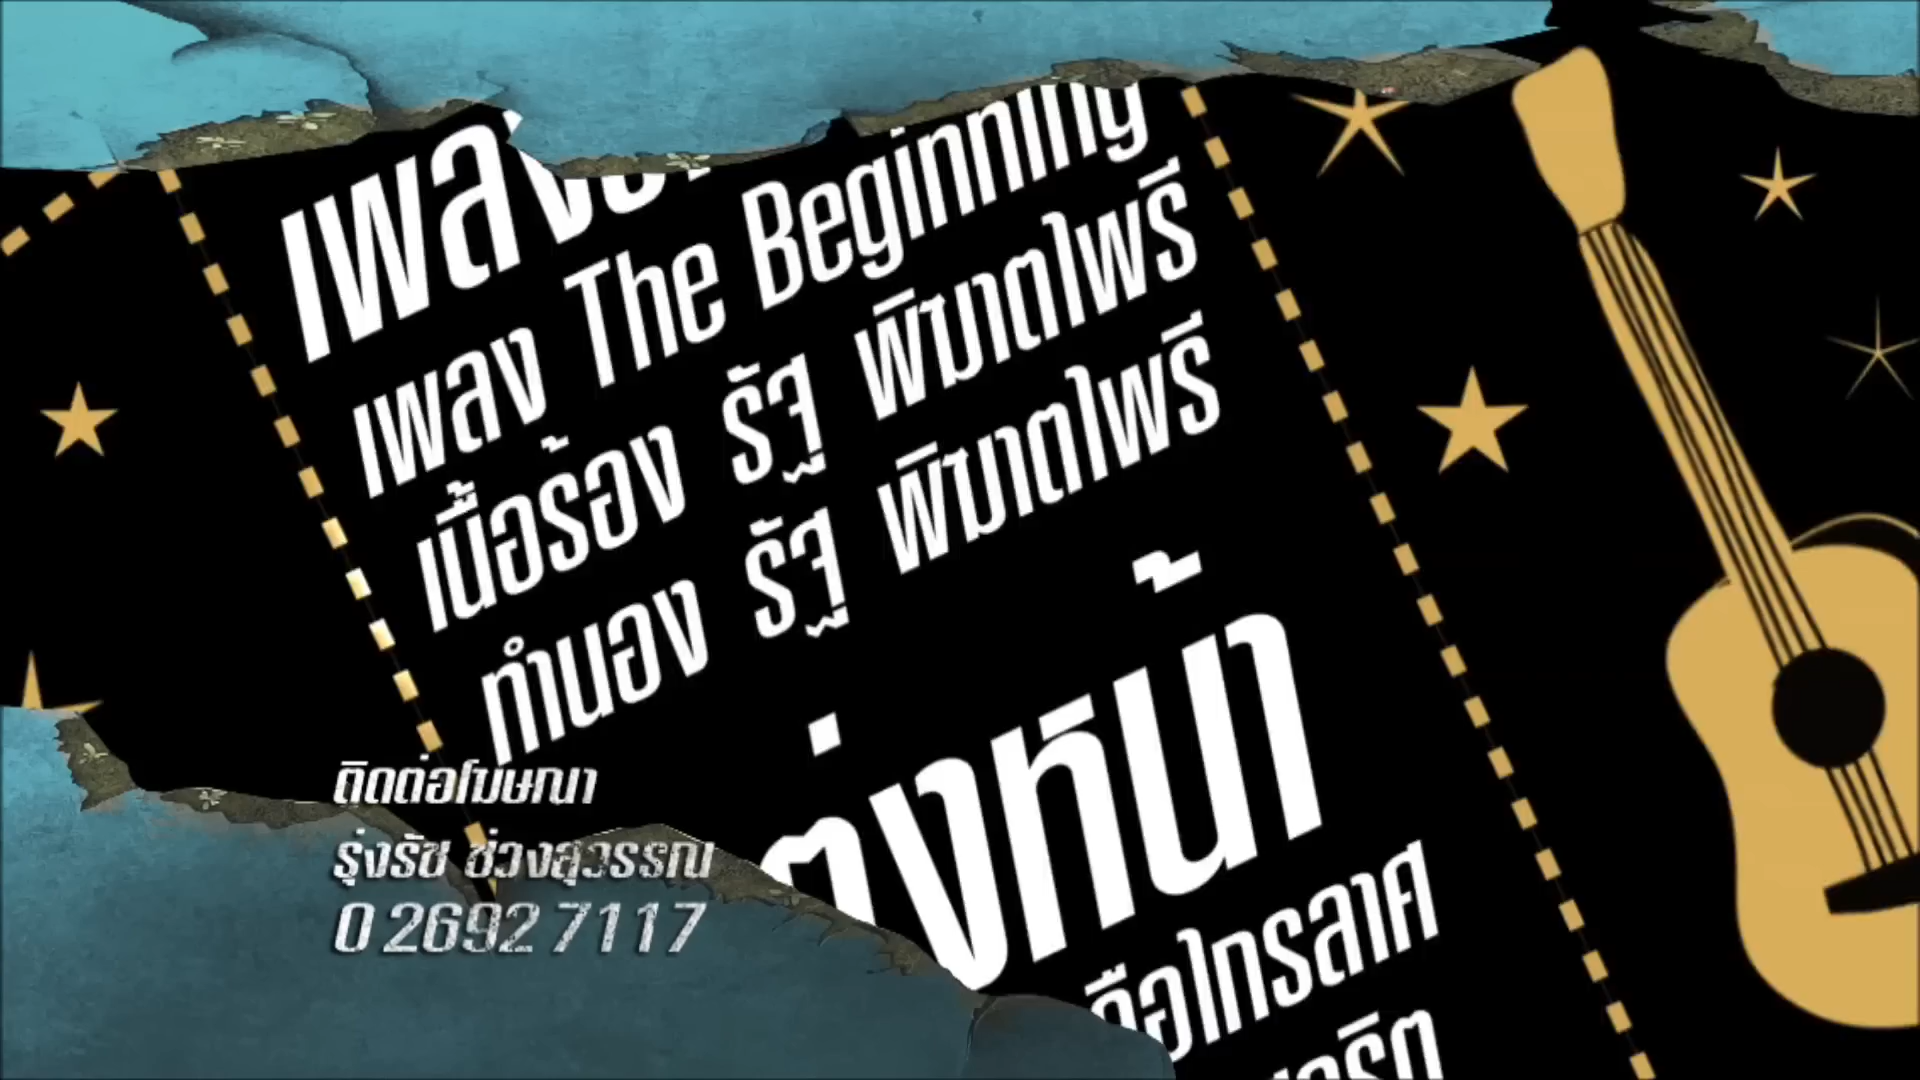 เพลง The Beginning
เนื้อร้อง รัฐ พิฆาตไพรี
ทำนอง รัฐ พิฆาตไพรี
ติดต่อโฆษณา
รุ่งธัช ช่วงสุวรรณ
0 2692 7117